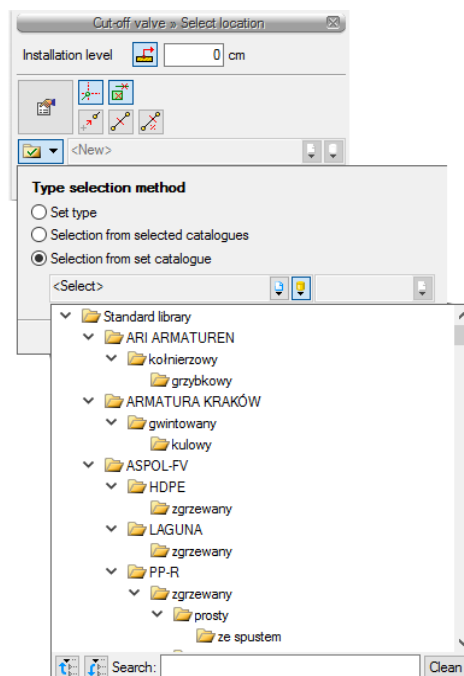 Cut-off valve » Select location
Installation level 0 cm
<New>
Type selection method
Set type
Selection from selected catalogues
Selection from set catalogue
<Select>
Standard library
ARI ARMATUREN
kołnierzowy
grzybkowy
ARMATURA KRAKÓW
gwintowany
kulowy
ASPOL-FV
HDPE
zgrzewany
LAGUNA
zgrzewany
PP-R
zgrzewany
prosty
ze spustem
Search: Clean